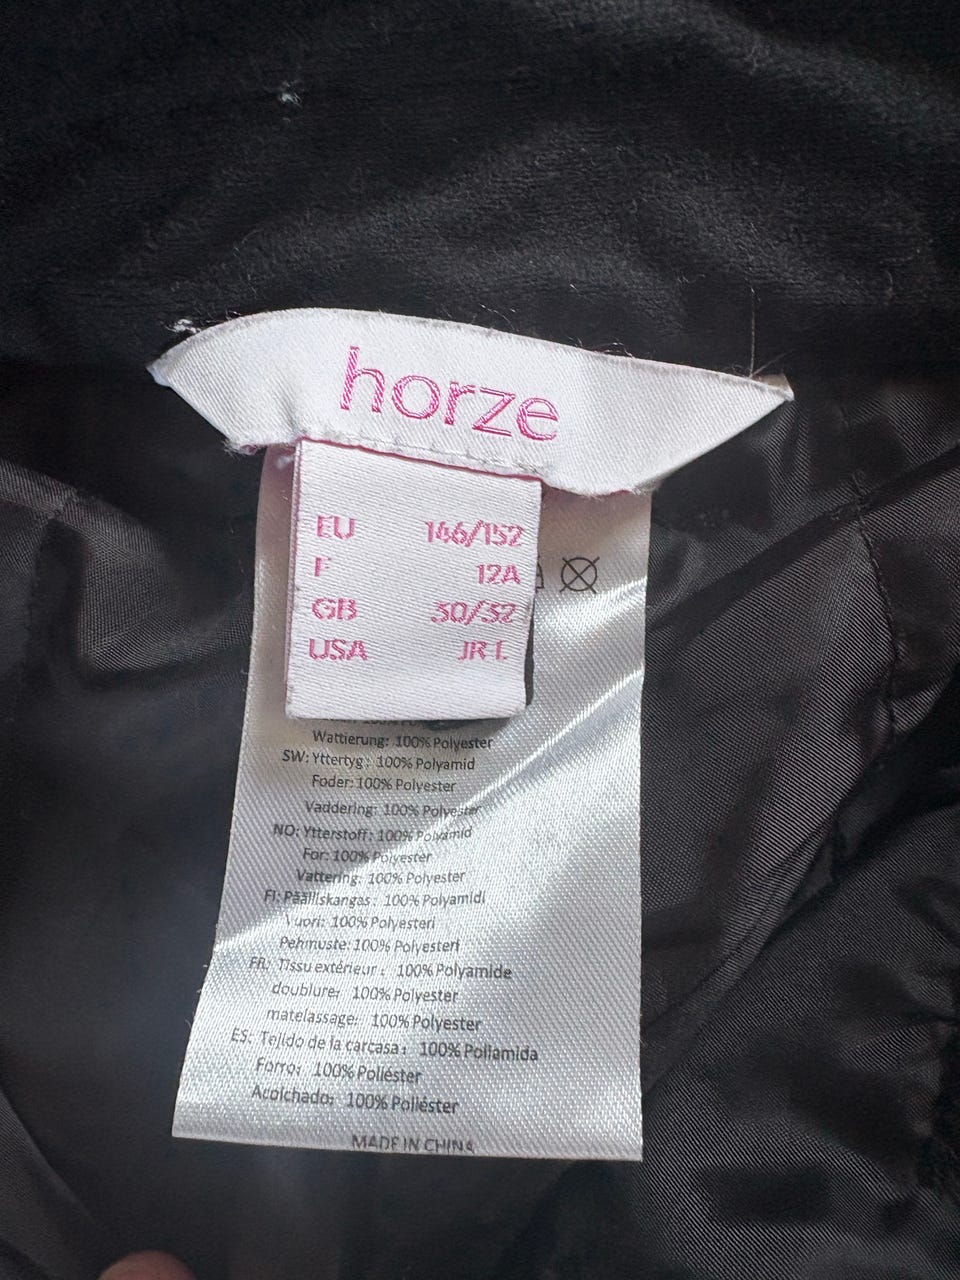 horze
EU 146/152
F 12A
GB 30/32
USA JR L
Wattierung: 100% Polyester
SW: Yttertyg: 100% Polyamid
Foder: 100% Polyester
Vaddering: 100% Polyester
NO: Ytterstoff: 100% Polyamid
For: 100% Polyester
Vattering: 100% Polyester
FI: Päälliskangas: 100% Polyamidi
Vuori: 100% Polyesteri
Pehmuste: 100% Polyesteri
FR: Tissu extérieur: 100% Polyamide
doublure: 100% Polyester
matelassage: 100% Polyester
ES: Tejido de la carcasa: 100% Poliamida
Forro: 100% Poliéster
Acolchado: 100% Poliéster
MADE IN CHINA